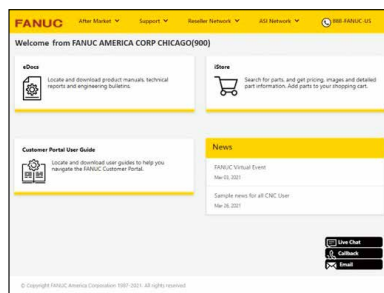 FANUC After Market Support Reseller Network ASI Network 888-FANUC-US
Welcome from FANUC AMERICA CORP CHICAGO(900)
eDocs
Locate and download product manuals, technical
reports and engineering bulletins.
iStore
Search for parts, and get pricing, images and detailed
part information. Add parts to your shopping cart.
Customer Portal User Guide
Locate and download user guides to help you
navigate the FANUC Customer Portal.
News
FANUC Virtual Event
Mar 03, 2021
Sample news for all CNC User
Mar 26, 2021
Live Chat
Callback
Email
© Copyright FANUC America Corporation 1997-2021. All rights reserved